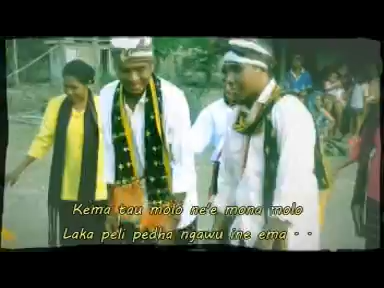 Kema tau molo ne'e mona molo
Laka peli pedha ngawu ine ema - -